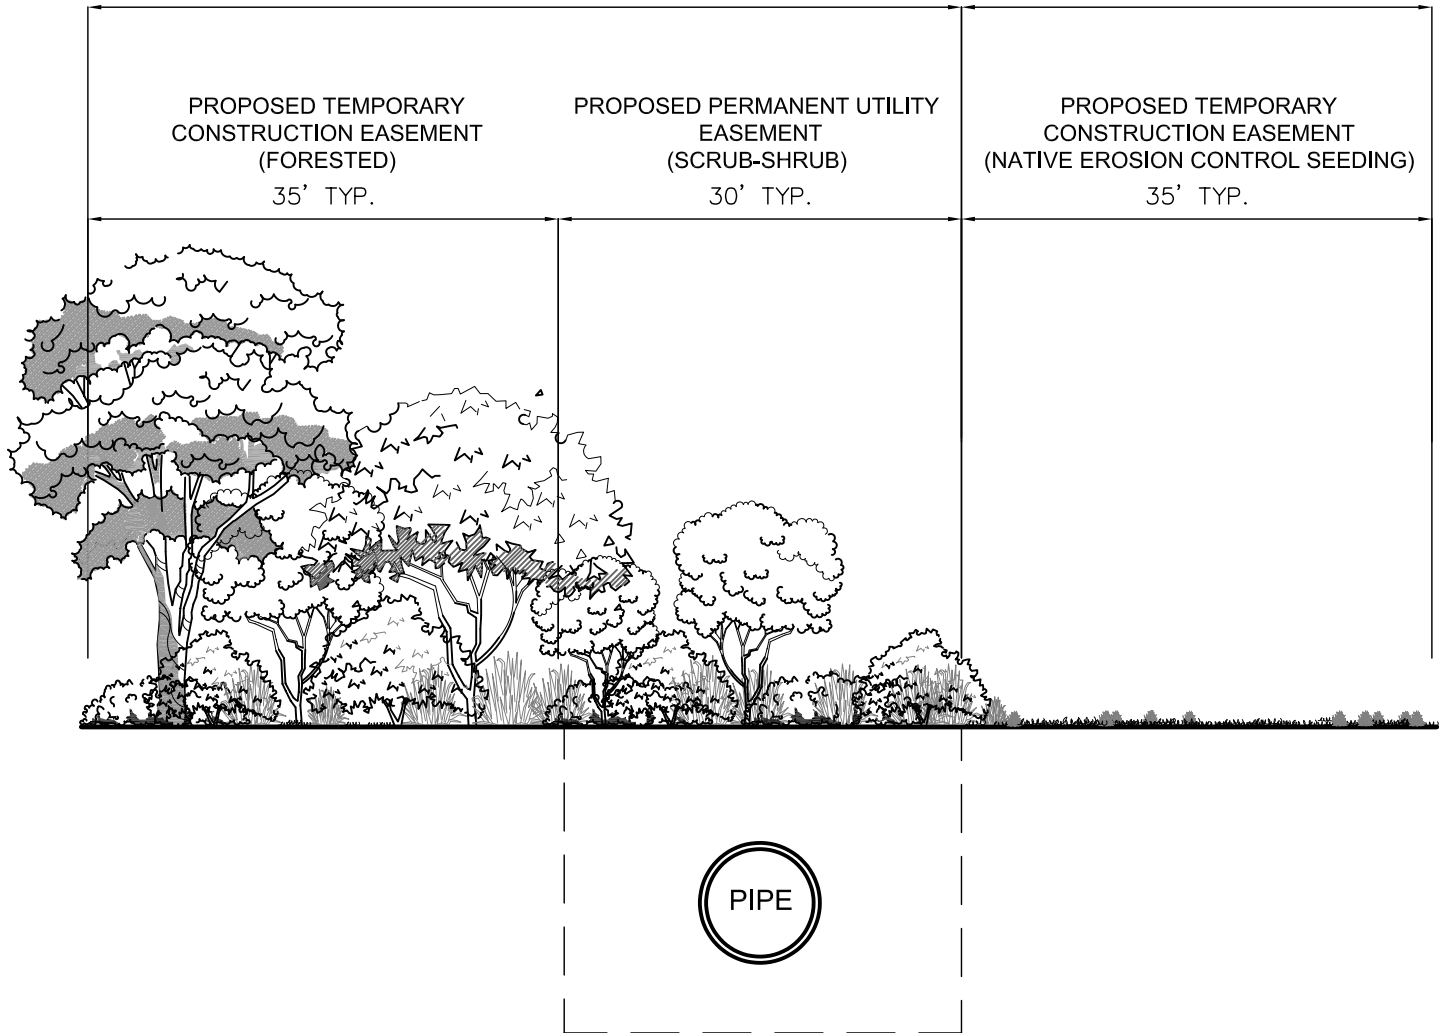 PROPOSED TEMPORARY
CONSTRUCTION EASEMENT
(FORESTED)
35’ TYP.
PROPOSED PERMANENT UTILITY
EASEMENT
(SCRUB-SHRUB)
30’ TYP.
PROPOSED TEMPORARY
CONSTRUCTION EASEMENT
(NATIVE EROSION CONTROL SEEDING)
35’ TYP.
PIPE